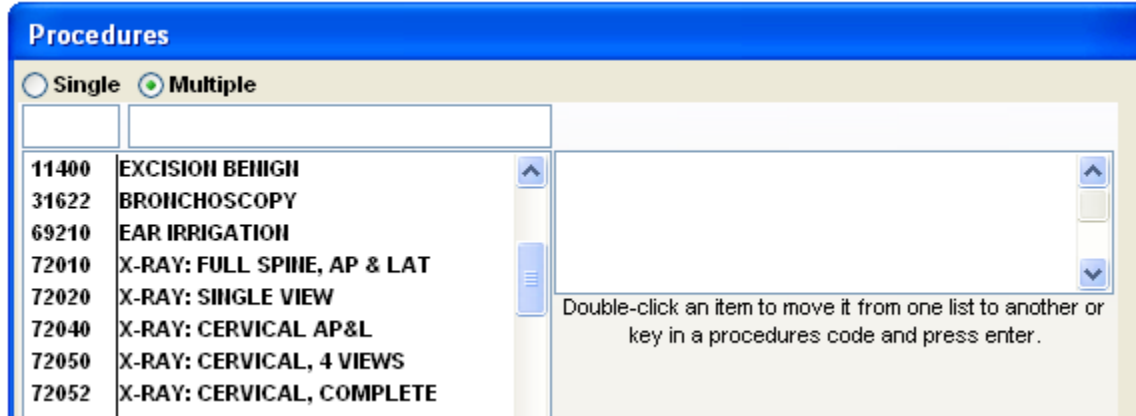 Procedures
Single Multiple
11400 EXCISION BENIGN
31622 BRONCHOSCOPY
69210 EAR IRRIGATION
72010 X-RAY: FULL SPINE, AP & LAT
72020 X-RAY: SINGLE VIEW
72040 X-RAY: CERVICAL AP&L
72050 X-RAY: CERVICAL, 4 VIEWS
72052 X-RAY: CERVICAL, COMPLETE
Double-click an item to move it from one list to another or
key in a procedures code and press enter.